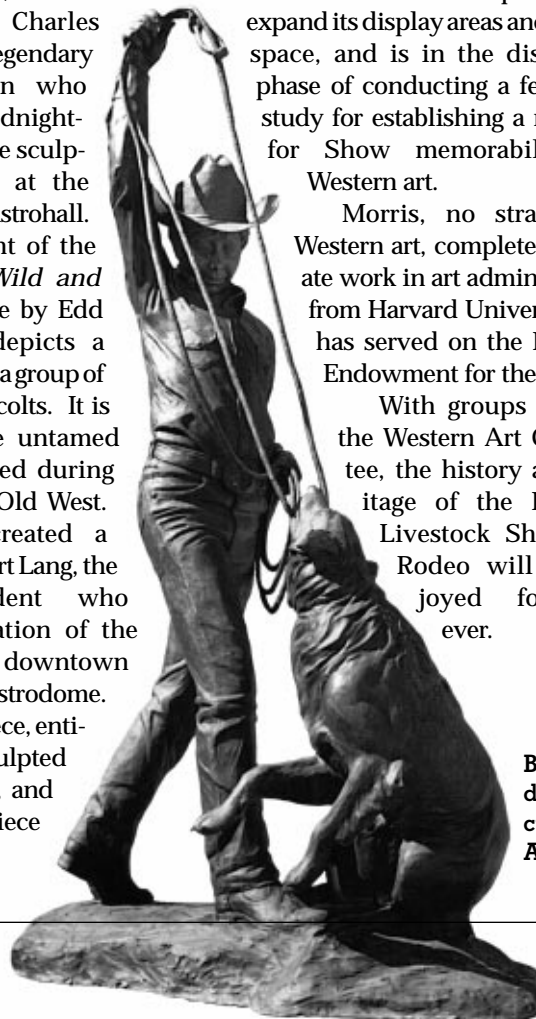 Charles
egendary
n who
dnight-
e sculp-
at the
strohall.
nt of the
Wild and
e by Edd
depicts a
a group of
colts. It is
e untamed
ed during
Old West.
created a
rt Lang, the
dent who
ation of the
downtown
strodome.
ece, enti-
ulpted
, and
iece
expand its display areas and
space, and is in the dis
phase of conducting a fe
study for establishing a
for Show memorabil
Western art.
Morris, no stra
Western art, complete
ate work in art admin
from Harvard Univer
has served on the
Endowment for the
With groups
the Western Art C
tee, the history a
itage of the
Livestock Sh
Rodeo will
joyed fo
ever.
B
d
c
A